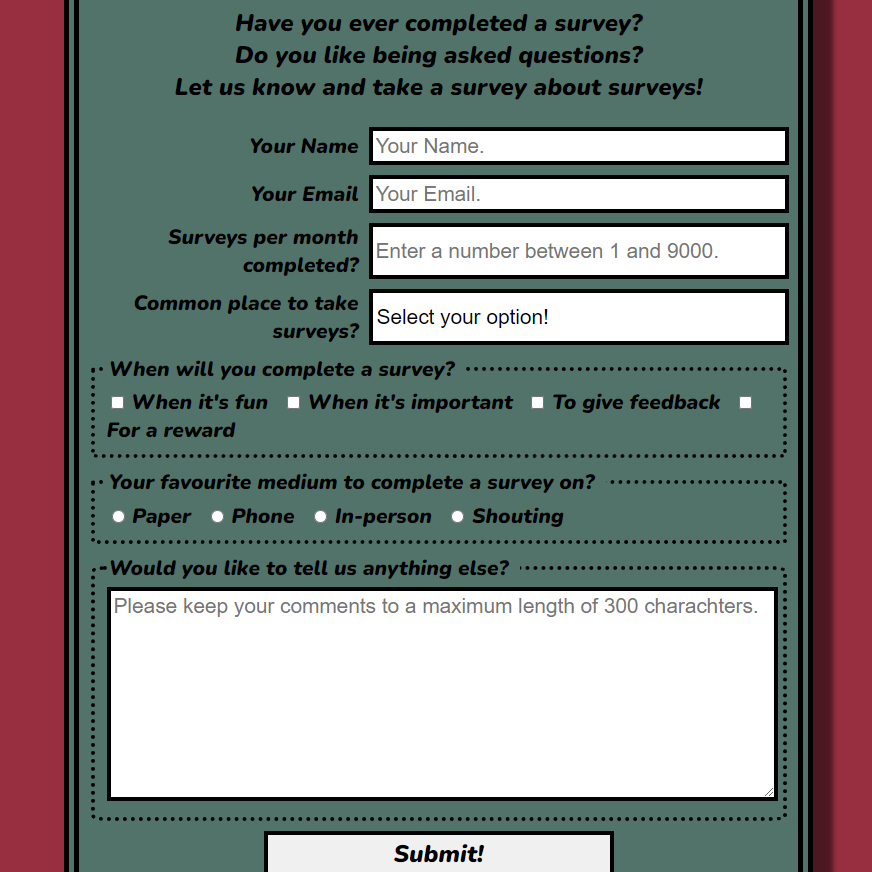 Have you ever completed a survey?
Do you like being asked questions?
Let us know and take a survey about surveys!
Your Name
Your Name.
Your Email
Your Email.
Surveys per month
completed?
Enter a number between 1 and 9000.
Common place to take
surveys?
Select your option!
When will you complete a survey?
When it's fun When it's important To give feedback
For a reward
Your favourite medium to complete a survey on?
Paper Phone In-person Shouting
Would you like to tell us anything else?
Please keep your comments to a maximum length of 300 charachters.
Submit!